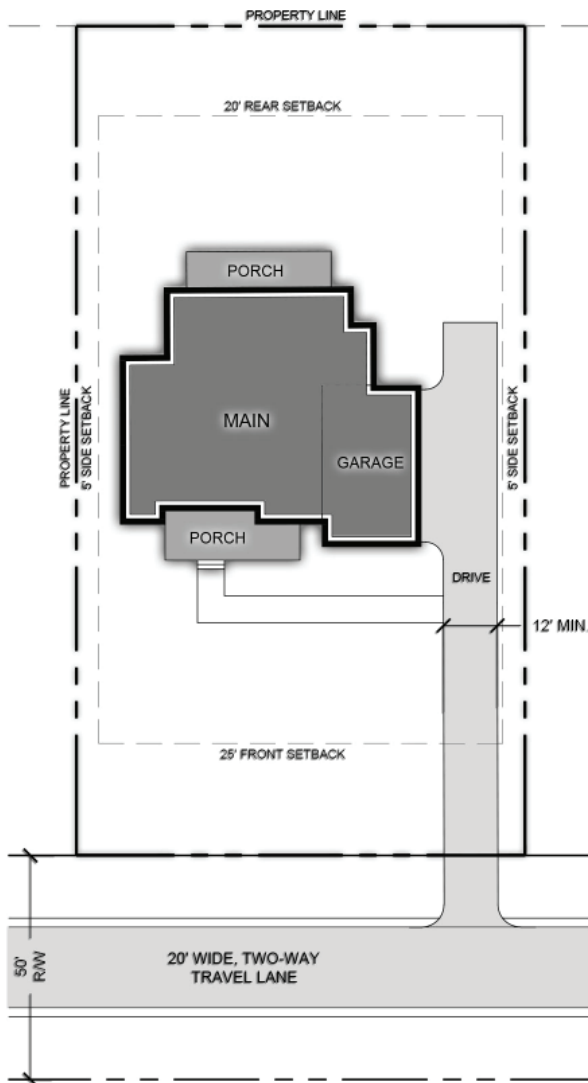 PROPERTY LINE
20' REAR SETBACK
PORCH
PROPERTY LINE
5' SIDE SETBACK
MAIN
GARAGE
5' SIDE SETBACK
PORCH
DRIVE
12' MIN.
25' FRONT SETBACK
50'
R/W
20' WIDE, TWO-WAY
TRAVEL LANE